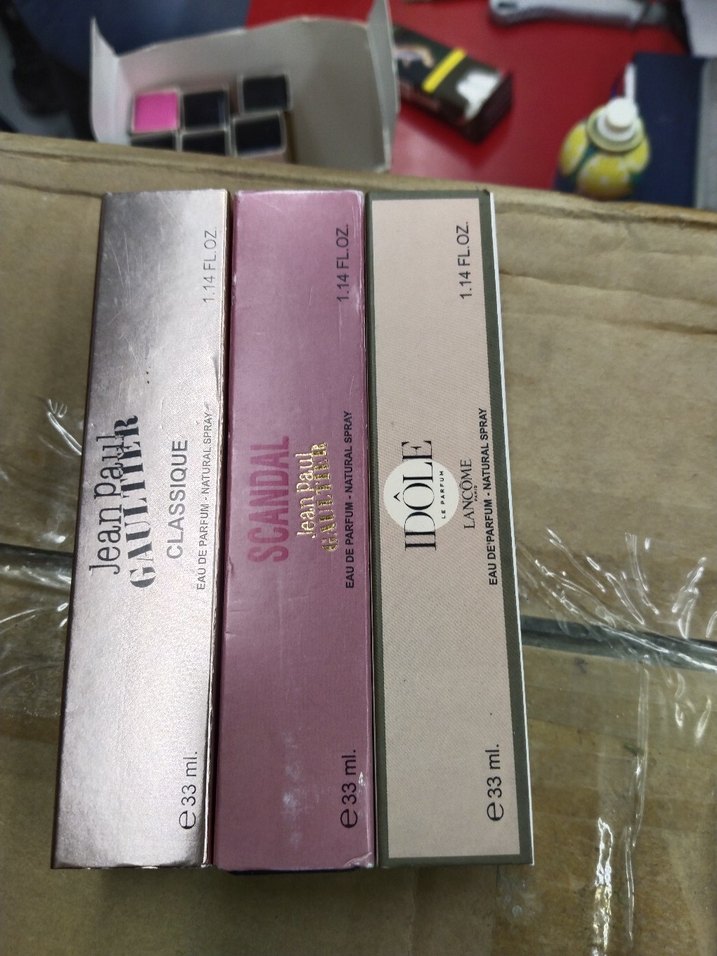 Jean Paul
GAULTIER
CLASSIQUE
EAU DE PARFUM - NATURAL SPRAY
1.14 FL.OZ.
e 33 ml.
SCANDAL
Jean Paul
GAULTIER
EAU DE PARFUM - NATURAL SPRAY
1.14 FL.OZ.
e 33 ml.
IDÔLE
LE PARFUM
LANCÔME
EAU DE PARFUM - NATURAL SPRAY
1.14 FL.OZ.
e 33 ml.